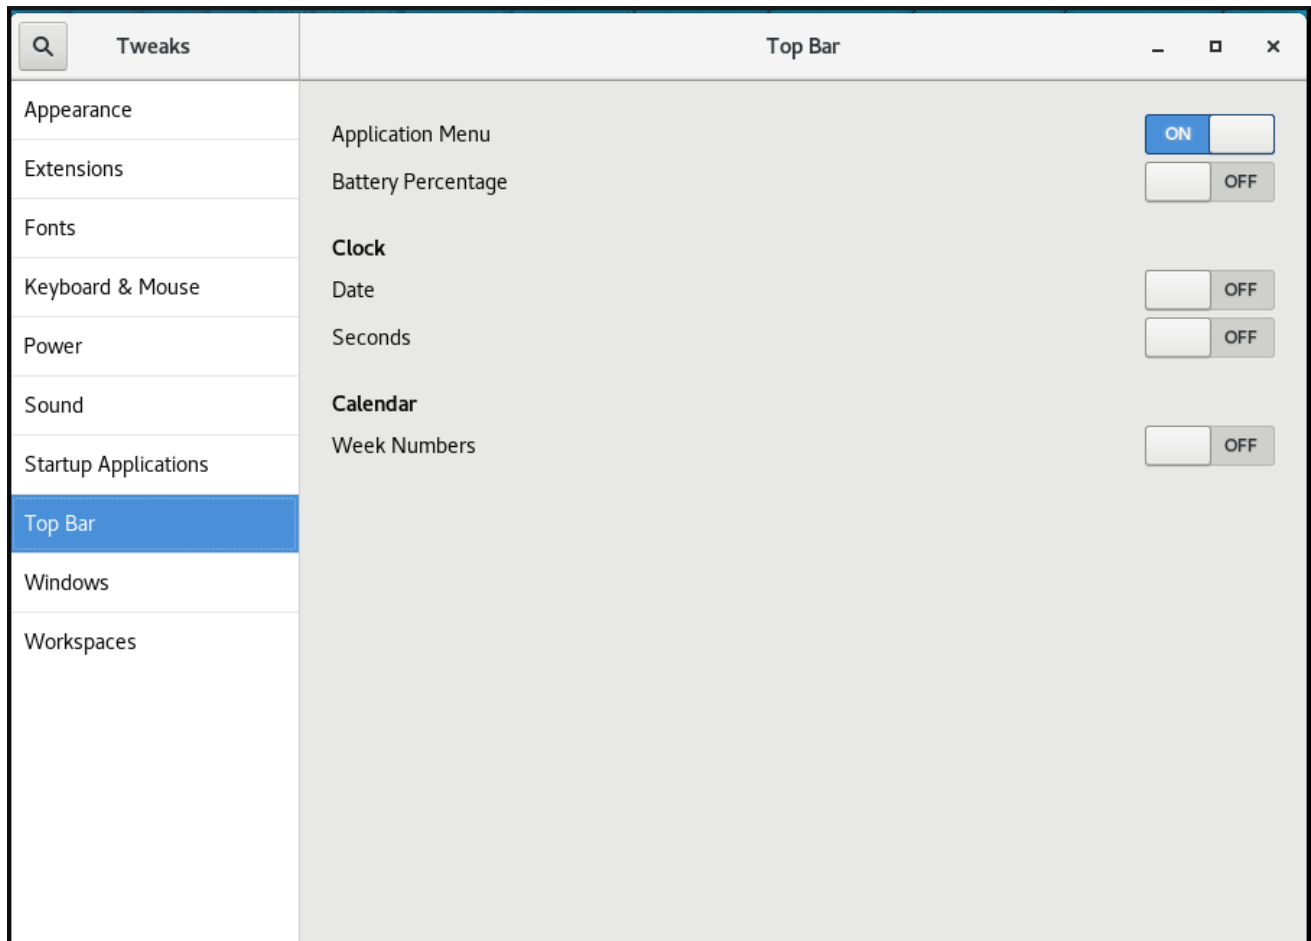 Tweaks
Top Bar
Appearance
Extensions
Fonts
Keyboard & Mouse
Power
Sound
Startup Applications
Top Bar
Windows
Workspaces
Application Menu ON
Battery Percentage OFF
Clock
Date OFF
Seconds OFF
Calendar
Week Numbers OFF